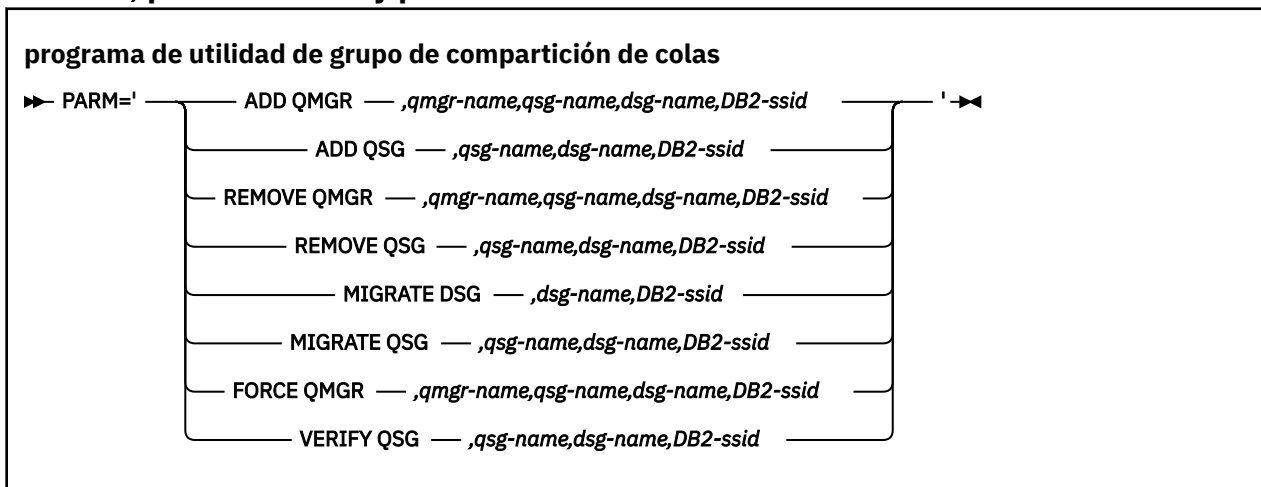 programa de utilidad de grupo de compartición de colas
PARM=' ADD QMGR ,qmgr-name,qsg-name,dsg-name,DB2-ssid '
ADD QSG ,qsg-name,dsg-name,DB2-ssid
REMOVE QMGR ,qmgr-name,qsg-name,dsg-name,DB2-ssid
REMOVE QSG ,qsg-name,dsg-name,DB2-ssid
MIGRATE DSG ,dsg-name,DB2-ssid
MIGRATE QSG ,qsg-name,dsg-name,DB2-ssid
FORCE QMGR ,qmgr-name,qsg-name,dsg-name,DB2-ssid
VERIFY QSG ,qsg-name,dsg-name,DB2-ssid